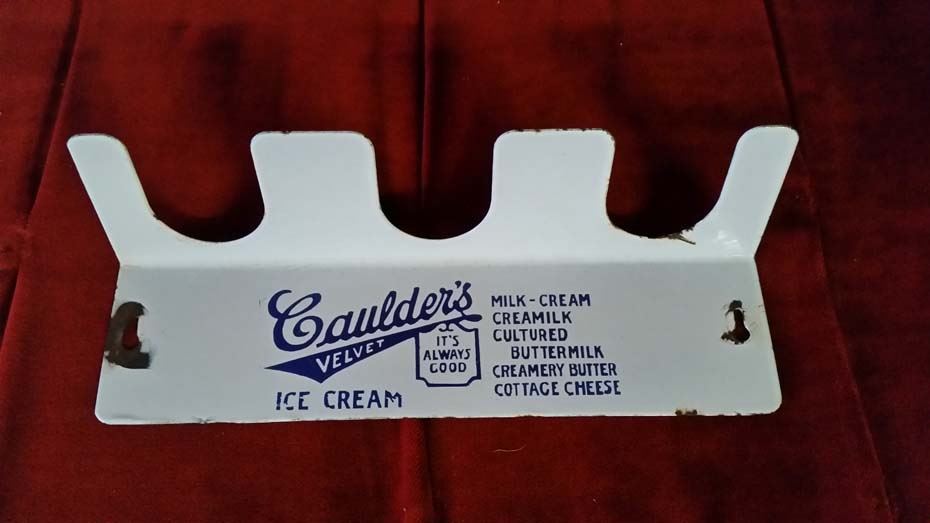 Caulder's
VELVET
IT'S
ALWAYS
GOOD
ICE CREAM
MILK - CREAM
CREAMILK
CULTURED
BUTTERMILK
CREAMERY BUTTER
COTTAGE CHEESE